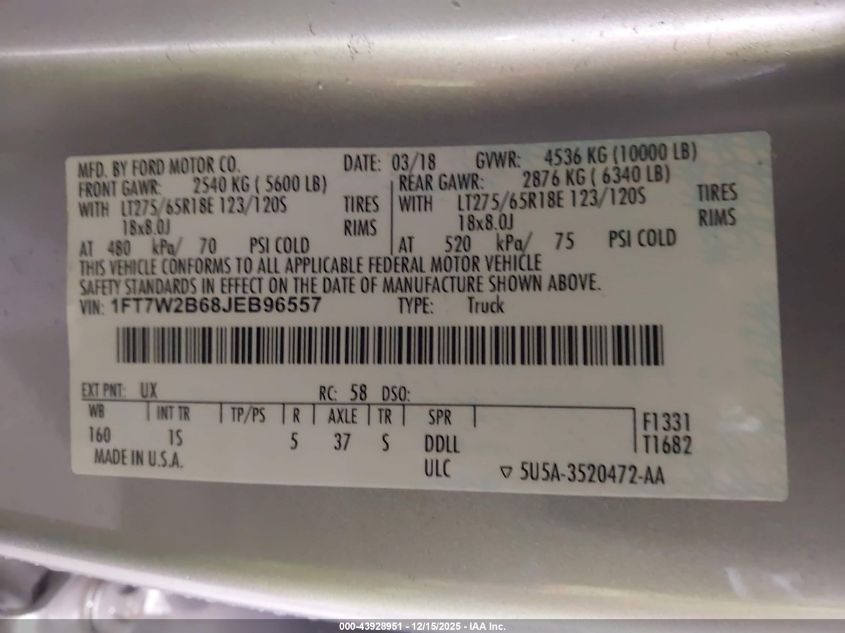 MFD. BY FORD MOTOR CO. DATE: 03/18 GVWR: 4536 KG (10000 LB)
FRONT GAWR: 2540 KG ( 5600 LB) REAR GAWR: 2876 KG ( 6340 LB)
WITH LT275/65R18E 123/120S TIRES WITH LT275/65R18E 123/120S TIRES
18x8.0J RIMS 18x8.0J RIMS
AT 480 kPa/ 70 PSI COLD AT 520 kPa/ 75 PSI COLD
THIS VEHICLE CONFORMS TO ALL APPLICABLE FEDERAL MOTOR VEHICLE
SAFETY STANDARDS IN EFFECT ON THE DATE OF MANUFACTURE SHOWN ABOVE.
VIN: 1FT7W2B68JEB96557 TYPE: Truck
EXT PNT: UX RC: 58 DSO:
WB INT TR TP/PS R AXLE TR SPR F1331
160 1S 5 37 S DDLL T1682
MADE IN U.S.A. ULC ▽ 5U5A-3520472-AA
000-43928951 - 12/15/2025 - IAA Inc.